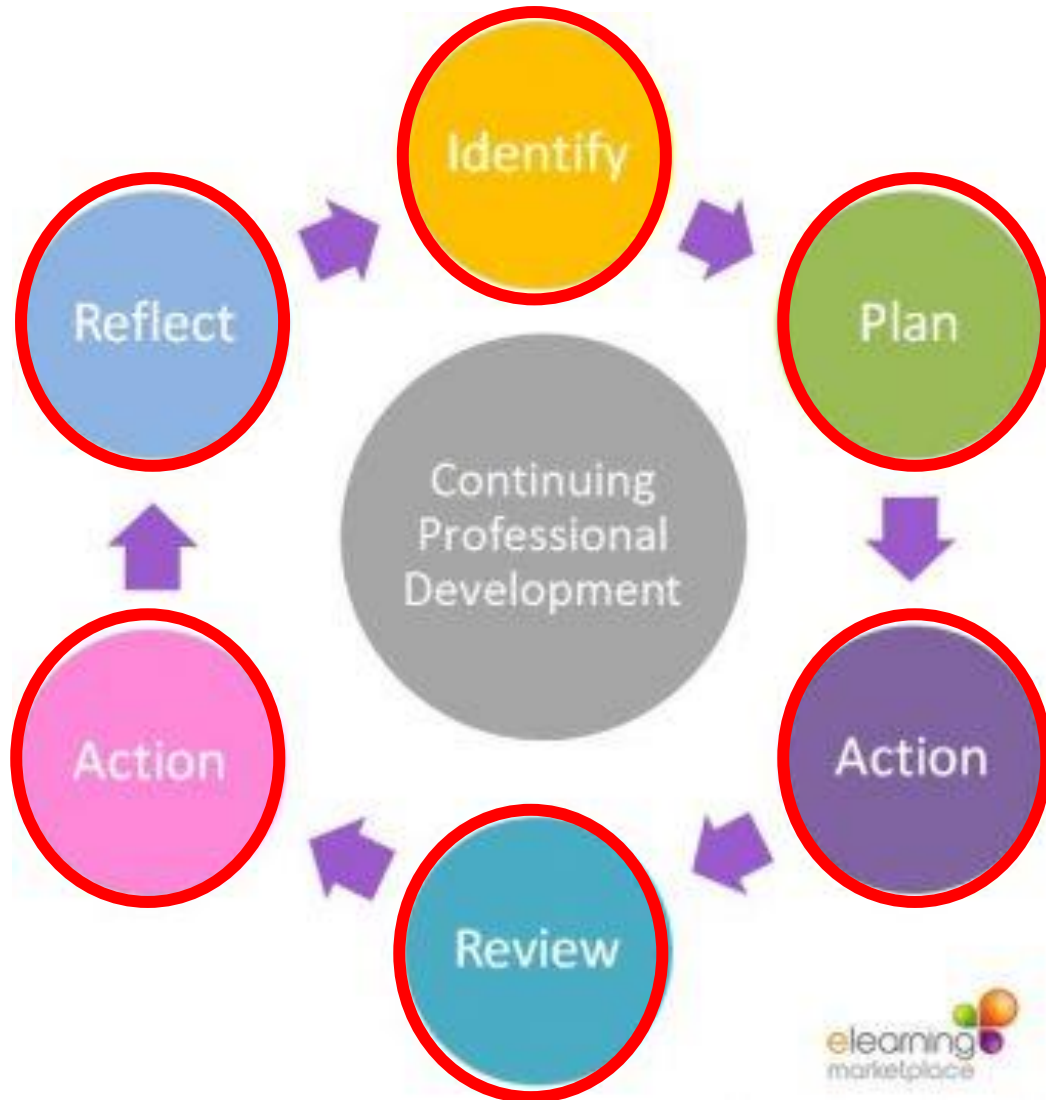 Identify
Plan
Action
Review
Action
Reflect
Continuing
Professional
Development
elearning
marketplace